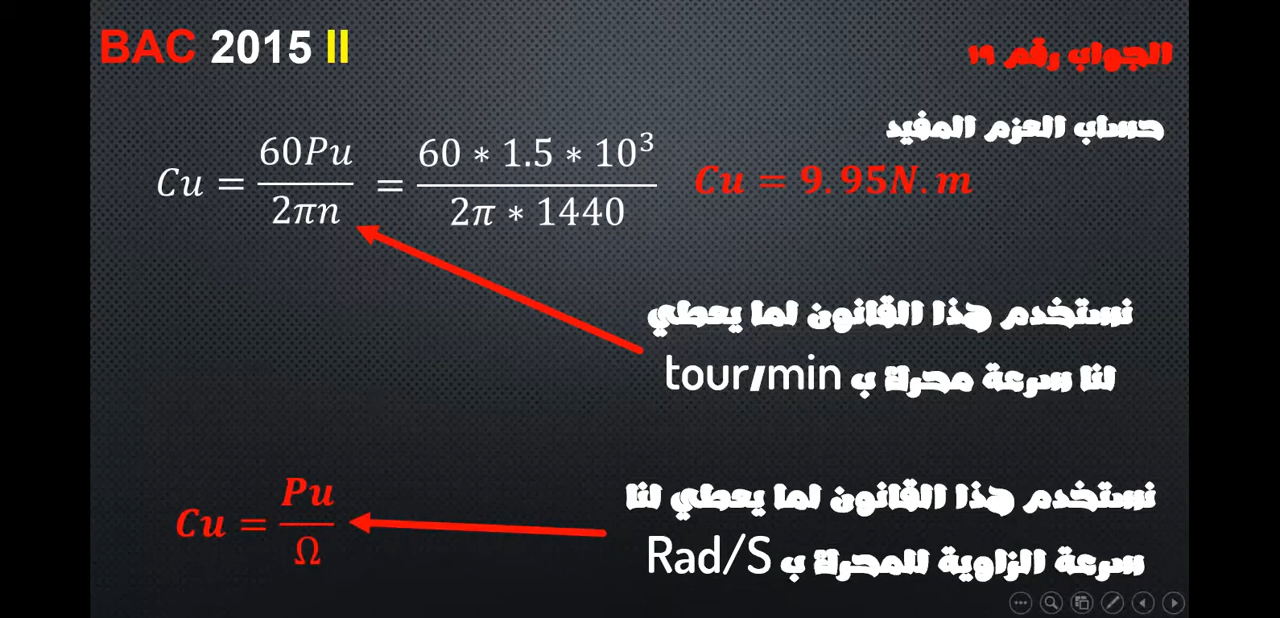 BAC 2015 II
الجواب رقم ١٩
حساب العزم المفيد
Cu = 60Pu / 2πn = 60 * 1.5 * 10³ / 2π * 1440 Cu = 9.95N.m
نستخدم هذا القانون لما يعطي
لنا سرعة محرك ب tour/min
نستخدم هذا القانون لما يعطي لنا
سرعة الزاوية للمحرك ب Rad/S
Cu = Pu / Ω